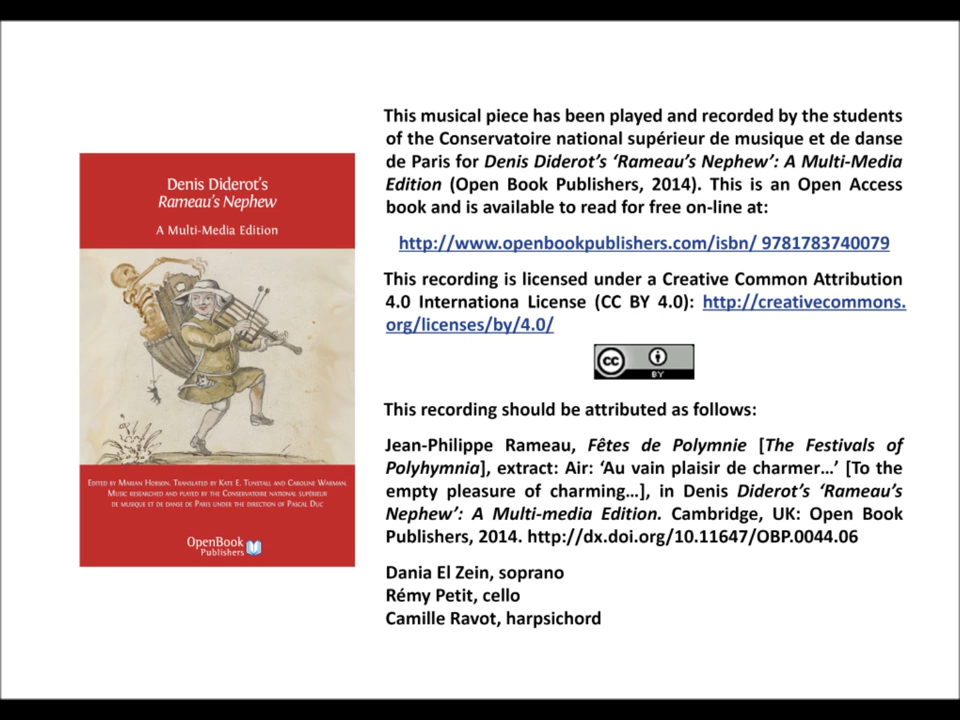 Denis Diderot's
Rameau's Nephew
A Multi-Media Edition
Edited by Marian Hobson. Translated by Kate E. Tunstall and Caroline Warman.
Music researched and played by the Conservatoire national supérieur
de musique et de danse de Paris under the direction of Pascal Duc
OpenBook
Publishers
This musical piece has been played and recorded by the students
of the Conservatoire national supérieur de musique et de danse
de Paris for Denis Diderot's ‘Rameau's Nephew’: A Multi-Media
Edition (Open Book Publishers, 2014). This is an Open Access
book and is available to read for free on-line at:
http://www.openbookpublishers.com/isbn/ 9781783740079
This recording is licensed under a Creative Common Attribution
4.0 Internationa License (CC BY 4.0): http://creativecommons.
org/licenses/by/4.0/
cc
BY
This recording should be attributed as follows:
Jean-Philippe Rameau, Fêtes de Polymnie [The Festivals of
Polyhymnia], extract: Air: ‘Au vain plaisir de charmer…’ [To the
empty pleasure of charming…], in Denis Diderot's ‘Rameau's
Nephew’: A Multi-media Edition. Cambridge, UK: Open Book
Publishers, 2014. http://dx.doi.org/10.11647/OBP.0044.06
Dania El Zein, soprano
Rémy Petit, cello
Camille Ravot, harpsichord